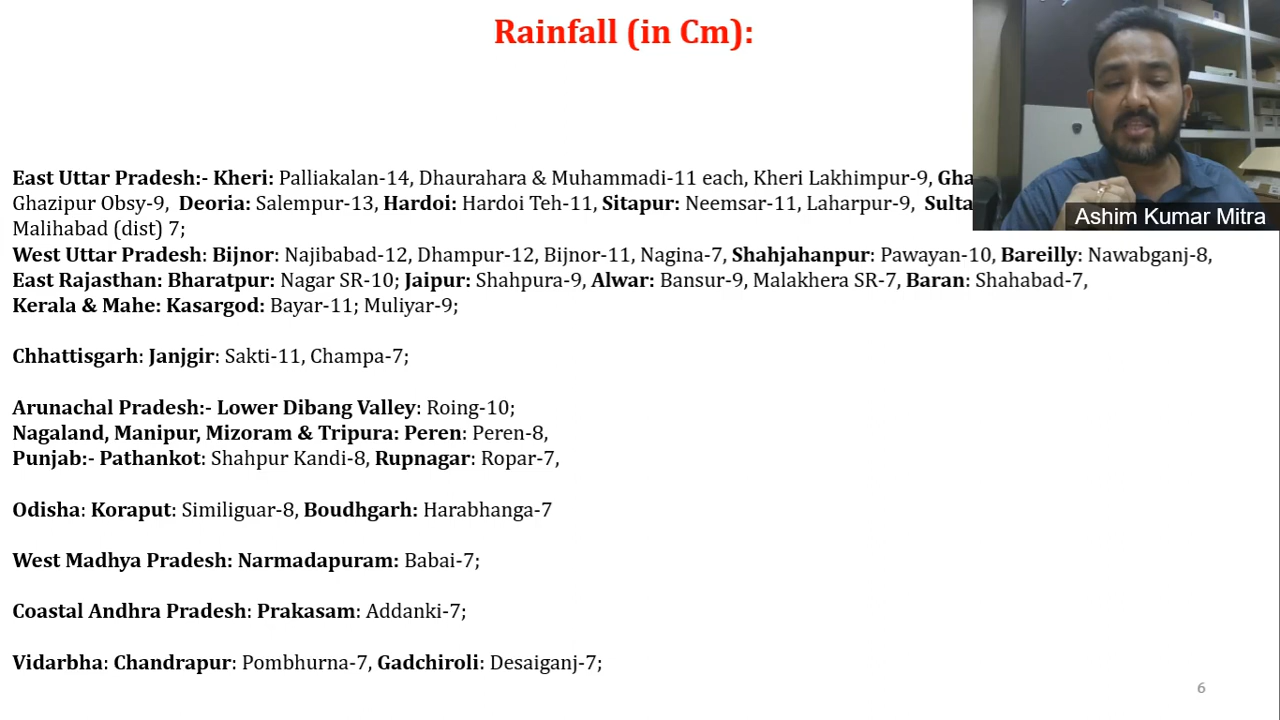 Rainfall (in Cm):
East Uttar Pradesh:- Kheri: Palliakalan-14, Dhaurahara & Muhammadi-11 each, Kheri Lakhimpur-9,
Ghazipur Obsy-9, Deoria: Salempur-13, Hardoi: Hardoi Teh-11, Sitapur: Neemsar-11, Laharpur-9,
Malihabad (dist) 7;
West Uttar Pradesh: Bijnor: Najibabad-12, Dhampur-12, Bijnor-11, Nagina-7, Shahjahanpur: Pawayan-10, Bareilly: Nawabganj-8,
East Rajasthan: Bharatpur: Nagar SR-10; Jaipur: Shahpura-9, Alwar: Bansur-9, Malakhera SR-7, Baran: Shahabad-7,
Kerala & Mahe: Kasargod: Bayar-11; Muliyar-9;
Chhattisgarh: Janjgir: Sakti-11, Champa-7;
Arunachal Pradesh:- Lower Dibang Valley: Roing-10;
Nagaland, Manipur, Mizoram & Tripura: Peren: Peren-8,
Punjab:- Pathankot: Shahpur Kandi-8, Rupnagar: Ropar-7,
Odisha: Koraput: Similiguar-8, Boudhgarh: Harabhanga-7
West Madhya Pradesh: Narmadapuram: Babai-7;
Coastal Andhra Pradesh: Prakasam: Addanki-7;
Vidarbha: Chandrapur: Pombhurna-7, Gadchiroli: Desaiganj-7;
6
Ashim Kumar Mitra